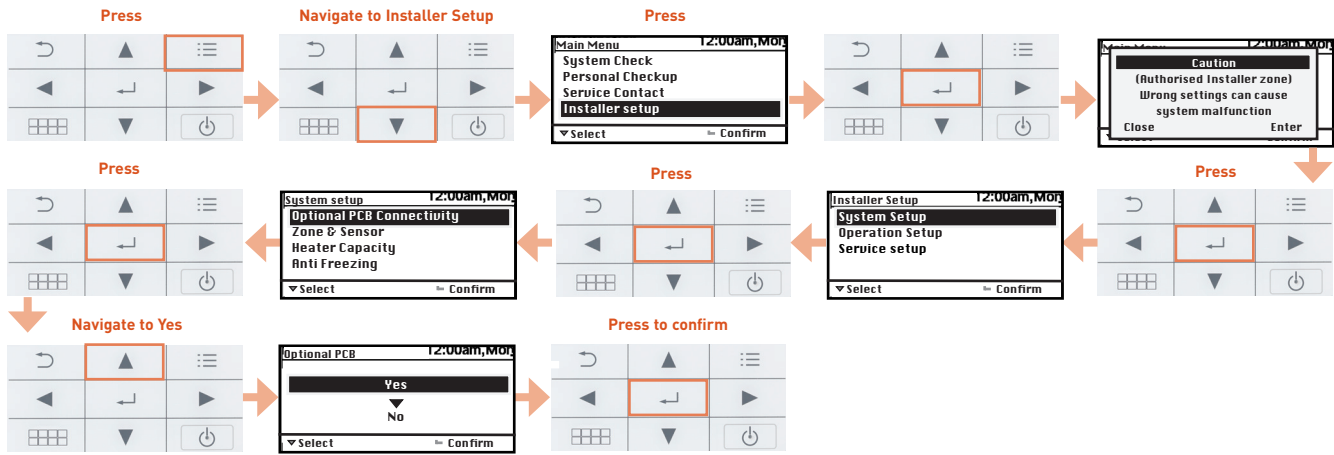 Press
Navigate to Installer Setup
Press
Main Menu 12:00am,Mon
System Check
Personal Checkup
Service Contact
Installer setup
Select Confirm
12:00am,Mon
Caution
(Authorised Installer zone)
Wrong settings can cause
system malfunction
Close Enter
Press
Press
Press
System setup 12:00am,Mon
Optional PCB Connectivity
Zone & Sensor
Heater Capacity
Anti Freezing
Select Confirm
Installer Setup 12:00am,Mon
System Setup
Operation Setup
Service setup
Select Confirm
Navigate to Yes
Press to confirm
Optional PCB 12:00am,Mon
Yes
No
Select Confirm